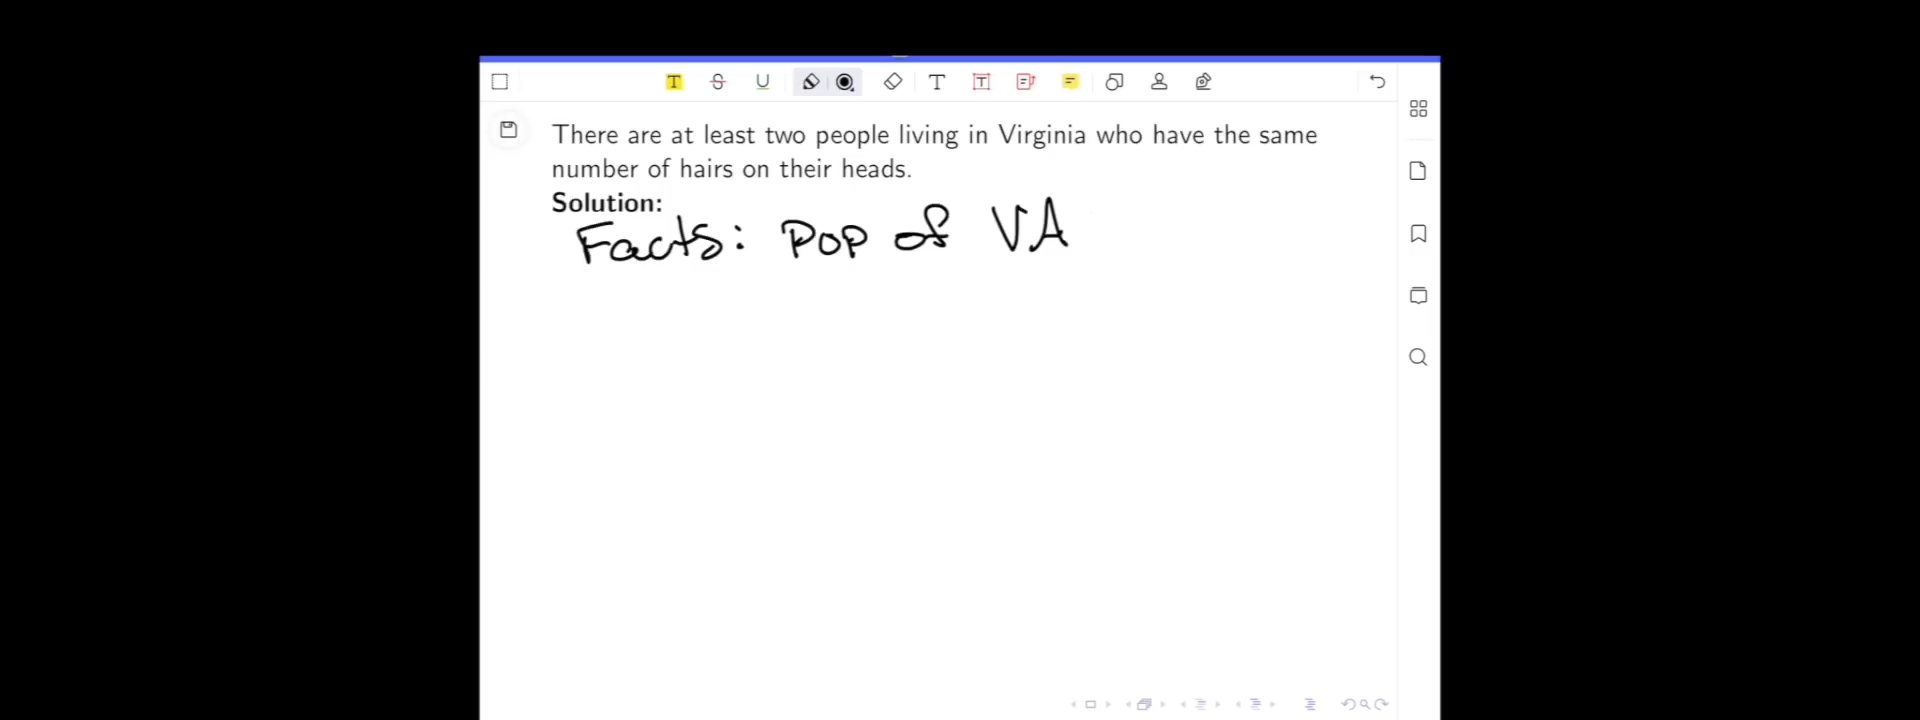 There are at least two people living in Virginia who have the same
number of hairs on their heads.
Solution:
Facts: Pop of VA